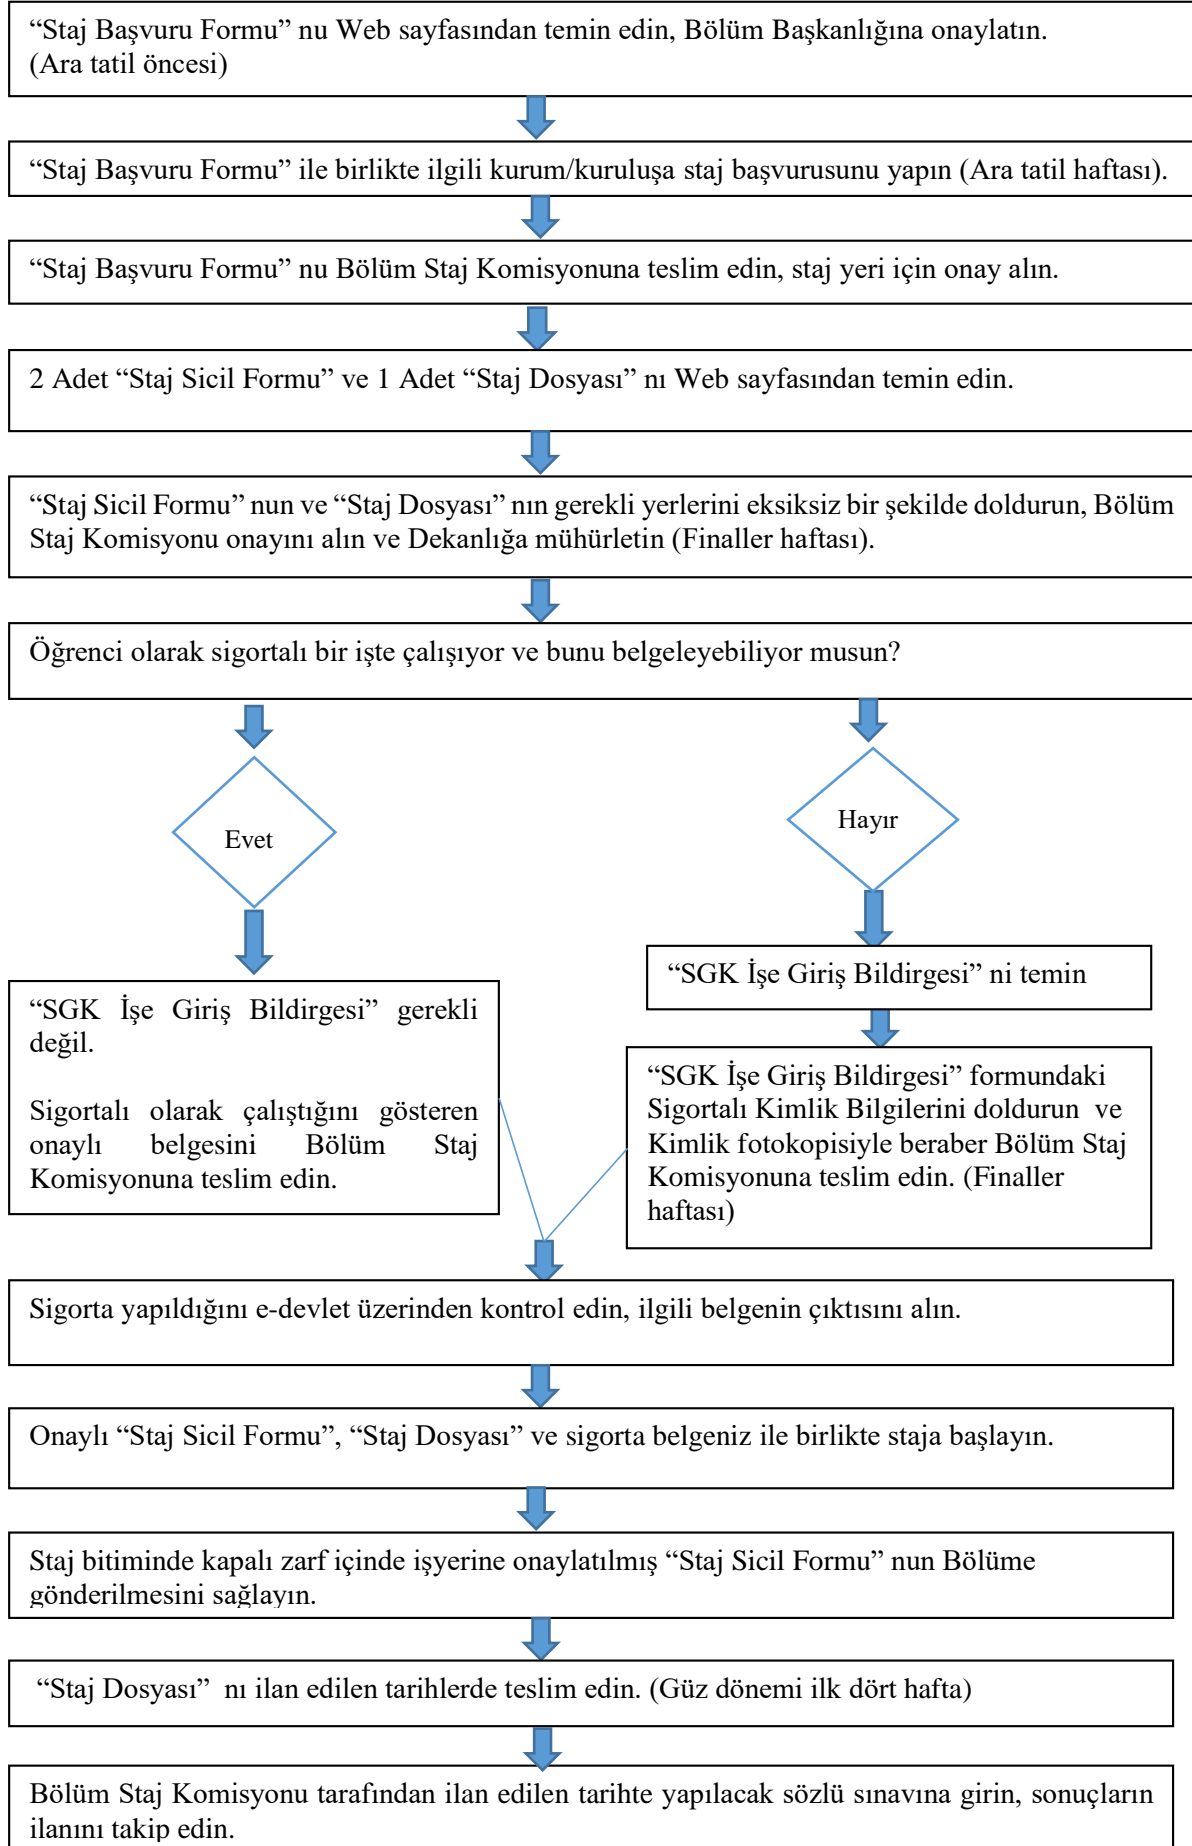 “Staj Başvuru Formu” nu Web sayfasından temin edin, Bölüm Başkanlığına onaylatın.
(Ara tatil öncesi)
“Staj Başvuru Formu” ile birlikte ilgili kurum/kuruluşa staj başvurusunu yapın (Ara tatil haftası).
“Staj Başvuru Formu” nu Bölüm Staj Komisyonuna teslim edin, staj yeri için onay alın.
2 Adet “Staj Sicil Formu” ve 1 Adet “Staj Dosyası” nı Web sayfasından temin edin.
“Staj Sicil Formu” nun ve “Staj Dosyası” nın gerekli yerlerini eksiksiz bir şekilde doldurun, Bölüm
Staj Komisyonu onayını alın ve Dekanlığa mühürletin (Finaller haftası).
Öğrenci olarak sigortalı bir işte çalışıyor ve bunu belgeleyebiliyor musun?
Evet
Hayır
“SGK İşe Giriş Bildirgesi” gerekli
değil.
Sigortalı olarak çalıştığını gösteren
onaylı belgesini Bölüm Staj
Komisyonuna teslim edin.
“SGK İşe Giriş Bildirgesi” ni temin
“SGK İşe Giriş Bildirgesi” formundaki
Sigortalı Kimlik Bilgilerini doldurun ve
Kimlik fotokopisiyle beraber Bölüm Staj
Komisyonuna teslim edin. (Finaller
haftası)
Sigorta yapıldığını e-devlet üzerinden kontrol edin, ilgili belgenin çıktısını alın.
Onaylı “Staj Sicil Formu”, “Staj Dosyası” ve sigorta belgeniz ile birlikte staja başlayın.
Staj bitiminde kapalı zarf içinde işyerine onaylatılmış “Staj Sicil Formu” nun Bölüme
gönderilmesini sağlayın.
“Staj Dosyası” nı ilan edilen tarihlerde teslim edin. (Güz dönemi ilk dört hafta)
Bölüm Staj Komisyonu tarafından ilan edilen tarihte yapılacak sözlü sınavına girin, sonuçların
ilanını takip edin.